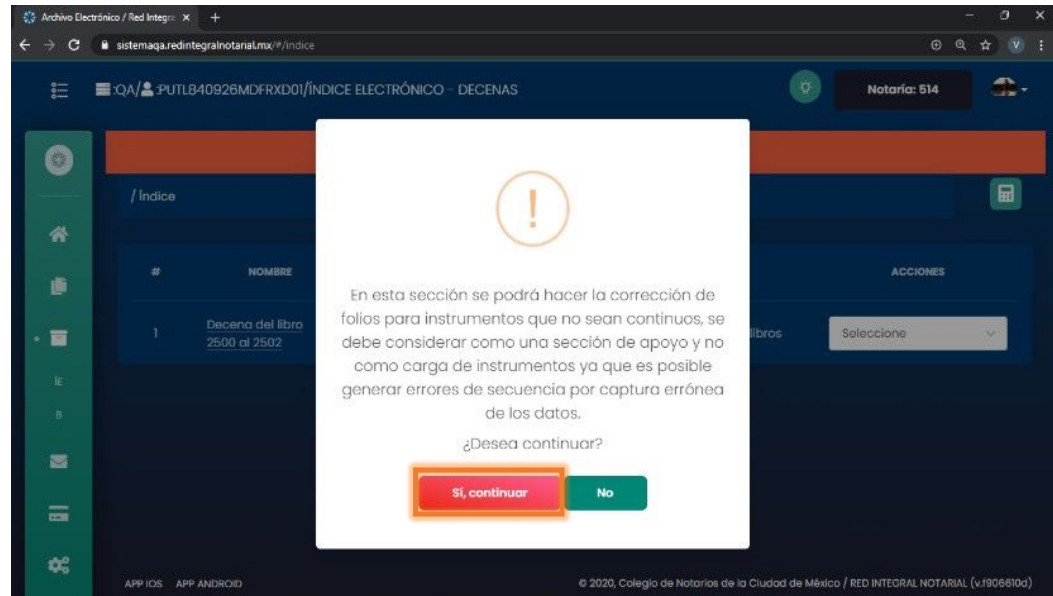 Archivo Electrónico / Red Integra
sistemaqa.redintegralnotarial.mx/#/indice
V
:QA/ :PUTL840926MDFRXD01/ÍNDICE ELECTRÓNICO - DECENAS
Notaría: 514
/ Índice
# NOMBRE ACCIONES
1 Decena del libro
2500 al 2502
libros
Seleccione
!
En esta sección se podrá hacer la corrección de
folios para instrumentos que no sean continuos, se
debe considerar como una sección de apoyo y no
como carga de instrumentos ya que es posible
generar errores de secuencia por captura errónea
de los datos.
¿Desea continuar?
Sí, continuar
No
IE
B
APP IOS APP ANDROID
© 2020, Colegio de Notarios de la Ciudad de México / RED INTEGRAL NOTARIAL (v.f906610d)